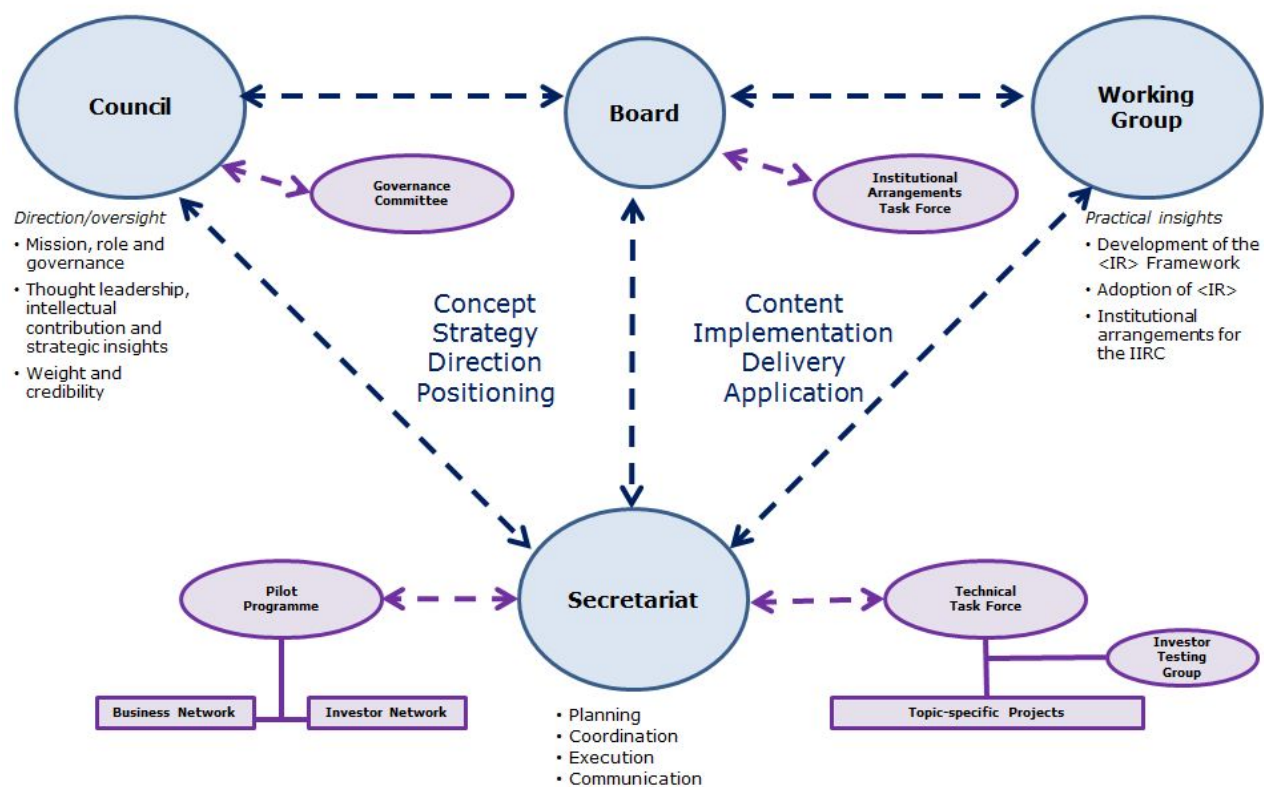 Council
Board
Working
Group
Governance
Committee
Institutional
Arrangements
Task Force
Direction/oversight
• Mission, role and
governance
• Thought leadership,
intellectual
contribution and
strategic insights
• Weight and
credibility
Concept
Strategy
Direction
Positioning
Content
Implementation
Delivery
Application
Practical insights
• Development of the
<IR> Framework
• Adoption of <IR>
• Institutional
arrangements for
the IIRC
Pilot
Programme
Secretariat
Technical
Task Force
Investor
Testing
Group
Business Network
Investor Network
Topic-specific Projects
• Planning
• Coordination
• Execution
• Communication